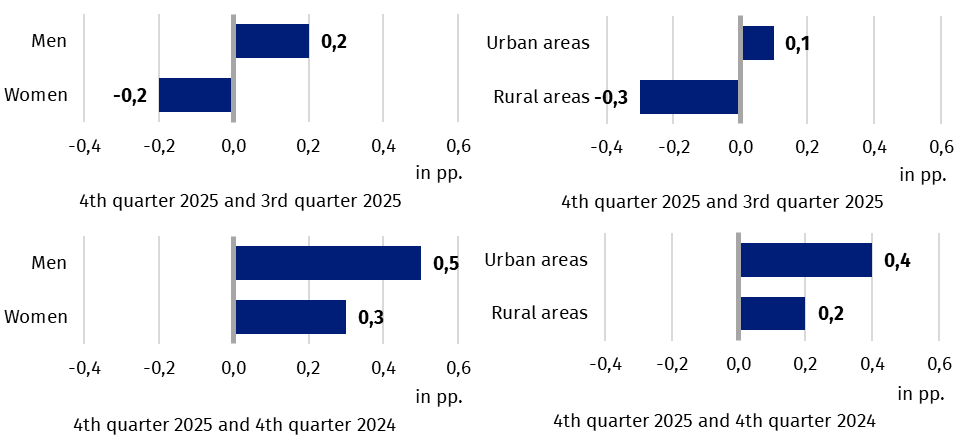 Men 0,2
Women -0,2
-0,4 -0,2 0,0 0,2 0,4 0,6
in pp.
4th quarter 2025 and 3rd quarter 2025
Urban areas 0,1
Rural areas -0,3
-0,4 -0,2 0,0 0,2 0,4 0,6
in pp.
4th quarter 2025 and 3rd quarter 2025
Men 0,5
Women 0,3
-0,4 -0,2 0,0 0,2 0,4 0,6
in pp.
4th quarter 2025 and 4th quarter 2024
Urban areas 0,4
Rural areas 0,2
-0,4 -0,2 0,0 0,2 0,4 0,6
in pp.
4th quarter 2025 and 4th quarter 2024